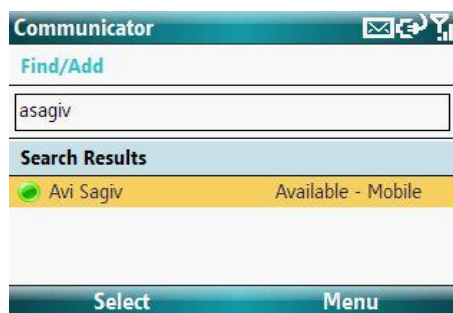 Communicator
Find/Add
asagiv
Search Results
Avi Sagiv Available - Mobile
Select Menu